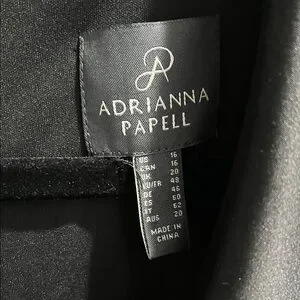 ADRIANNA
PAPELL
US 16
CAN 16
UK 20
EU/FR 48
DE 46
ES 50
IT 52
AUS 20
MADE IN
CHINA